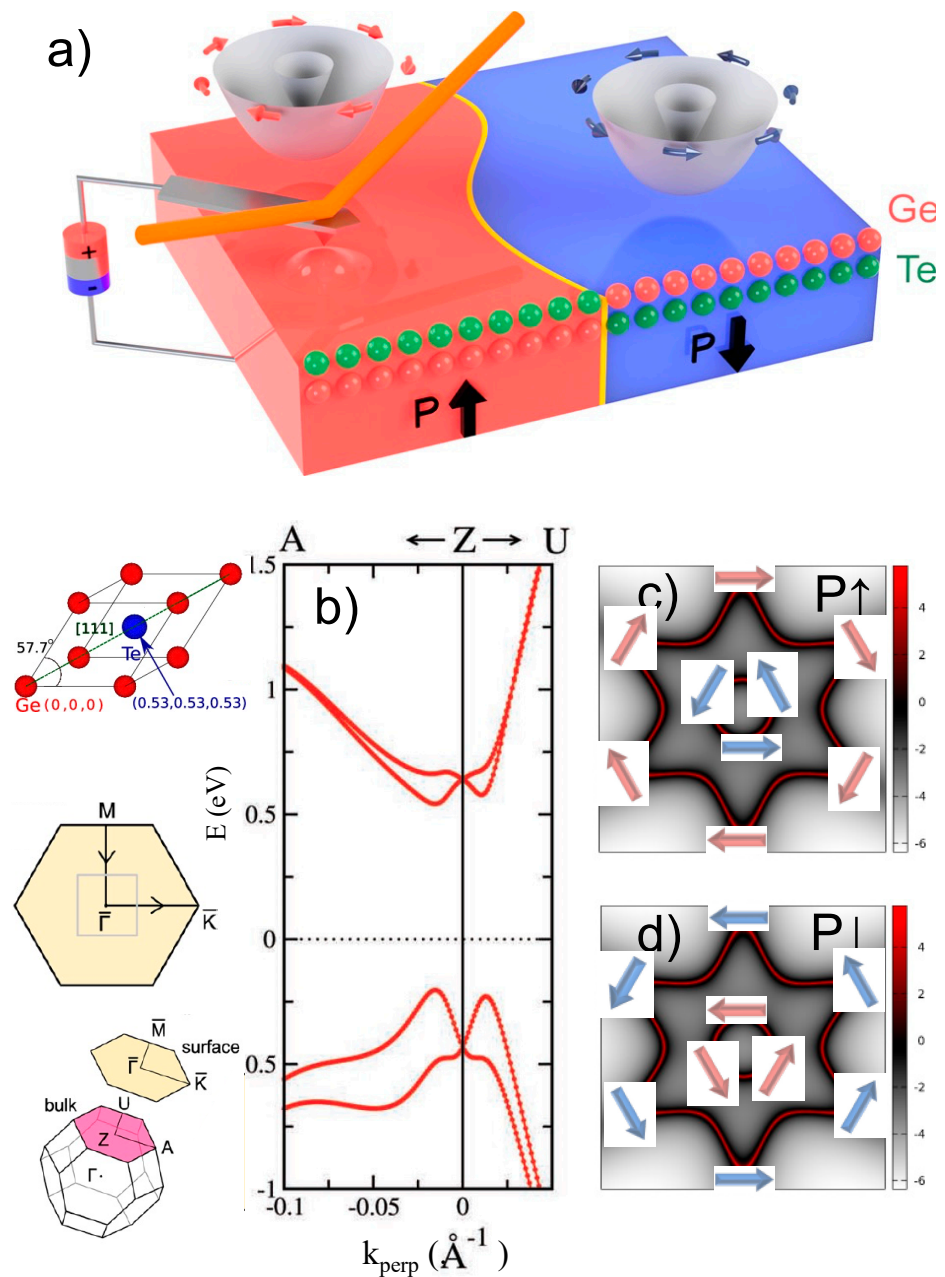 a)
Ge
Te
+
-
P
P
A ← Z → U
b)
1.5
1
0.5
0
0.5
-1
E (eV)
-0.1
-0.05
0
k_perp (Å^-1)
57.7°
[111]
Te
Ge (0,0,0)
(0.53,0.53,0.53)
M
Γ̅
K̅
M̅
surface
Γ̅
K̅
bulk
U
Z
A
Γ
c)
P↑
4
2
0
-2
-4
-6
d)
P↓
4
2
0
-2
-4
-6